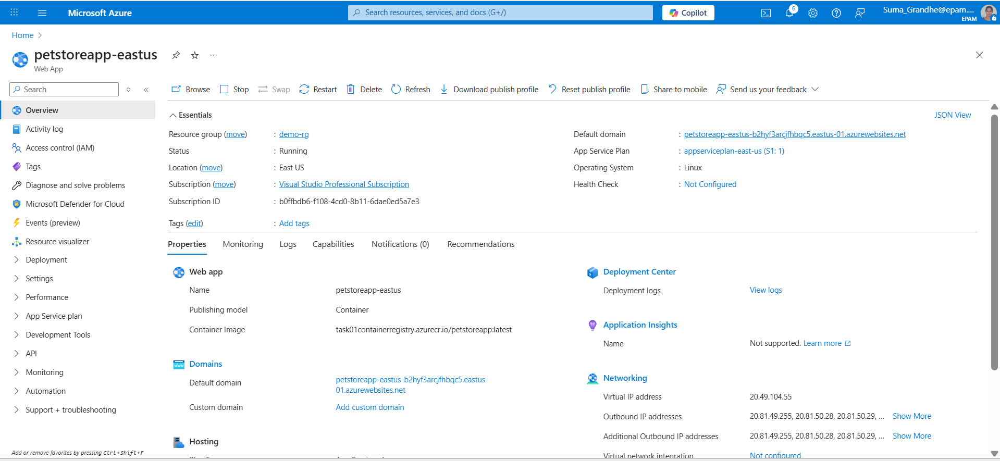 Microsoft Azure
Search resources, services, and docs (G+/)
Copilot
6
Suma_Grandhe@epam....
EPAM
Home
petstoreapp-eastus
Web App
Search
Overview
Activity log
Access control (IAM)
Tags
Diagnose and solve problems
Microsoft Defender for Cloud
Events (preview)
Resource visualizer
Deployment
Settings
Performance
App Service plan
Development Tools
API
Monitoring
Automation
Support + troubleshooting
Add or remove favorites by pressing Ctrl+Shift+F
Browse Stop Swap Restart Delete Refresh Download publish profile Reset publish profile Share to mobile Send us your feedback
Essentials
JSON View
Resource group (move) : demo-rg
Status : Running
Location (move) : East US
Subscription (move) : Visual Studio Professional Subscription
Subscription ID : b0ffbdb6-f108-4cd0-8b11-6dae0ed5a7e3
Tags (edit) : Add tags
Default domain : petstoreapp-eastus-b2hyf3arcjfhbqc5.eastus-01.azurewebsites.net
App Service Plan : appserviceplan-east-us (S1: 1)
Operating System : Linux
Health Check : Not Configured
Properties Monitoring Logs Capabilities Notifications (0) Recommendations
Web app
Name petstoreapp-eastus
Publishing model Container
Container Image task01containerregistry.azurecr.io/petstoreapp:latest
Domains
Default domain petstoreapp-eastus-b2hyf3arcjfhbqc5.eastus-
01.azurewebsites.net
Custom domain Add custom domain
Hosting
Deployment Center
Deployment logs View logs
Application Insights
Name Not supported. Learn more
Networking
Virtual IP address 20.49.104.55
Outbound IP addresses 20.81.49.255, 20.81.50.28, 20.81.50.29, ... Show More
Additional Outbound IP addresses 20.81.49.255, 20.81.50.28, 20.81.50.29, ... Show More
Virtual network integration Not configured